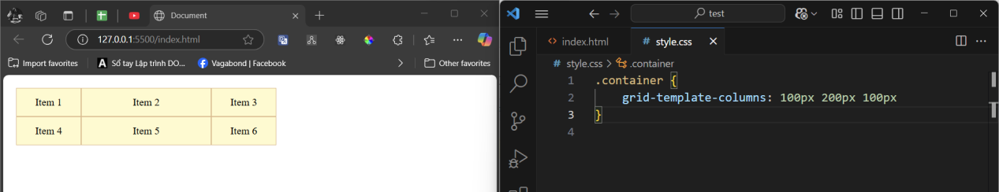 Document
127.0.0.1:5500/index.html
Import favorites
A
Sổ tay Lập trình DO...
Vagabond | Facebook
Other favorites
Item 1 Item 2 Item 3
Item 4 Item 5 Item 6
test
index.html
# style.css
# style.css > .container
1 .container {
2 grid-template-columns: 100px 200px 100px
3 }
4